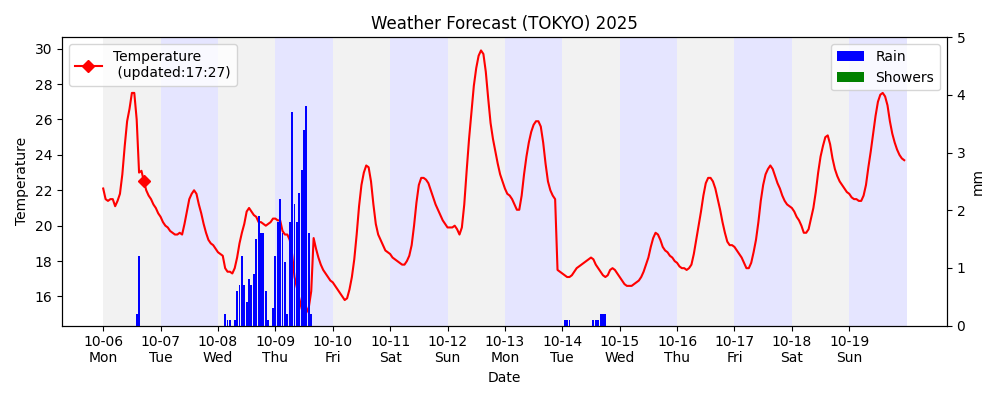 Weather Forecast (TOKYO) 2025
Temperature
(updated:17:27)
Rain
Showers
Temperature
30
28
26
24
22
20
18
16
5
4
3
2
1
0
mm
10-06 10-07 10-08 10-09 10-10 10-11 10-12 10-13 10-14 10-15 10-16 10-17 10-18 10-19
Mon Tue Wed Thu Fri Sat Sun Mon Tue Wed Thu Fri Sat Sun
Date